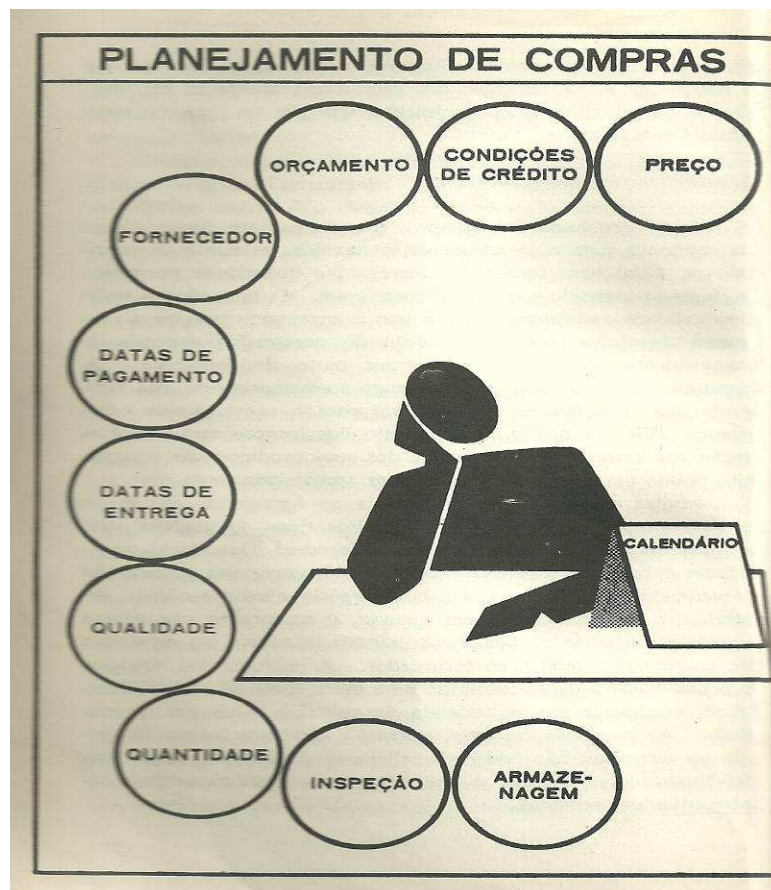 PLANEJAMENTO DE COMPRAS
ORÇAMENTO
CONDIÇÕES
DE CRÉDITO
PREÇO
FORNECEDOR
DATAS DE
PAGAMENTO
DATAS DE
ENTREGA
QUALIDADE
QUANTIDADE
INSPEÇÃO
ARMAZE-
NAGEM
CALENDÁRIO